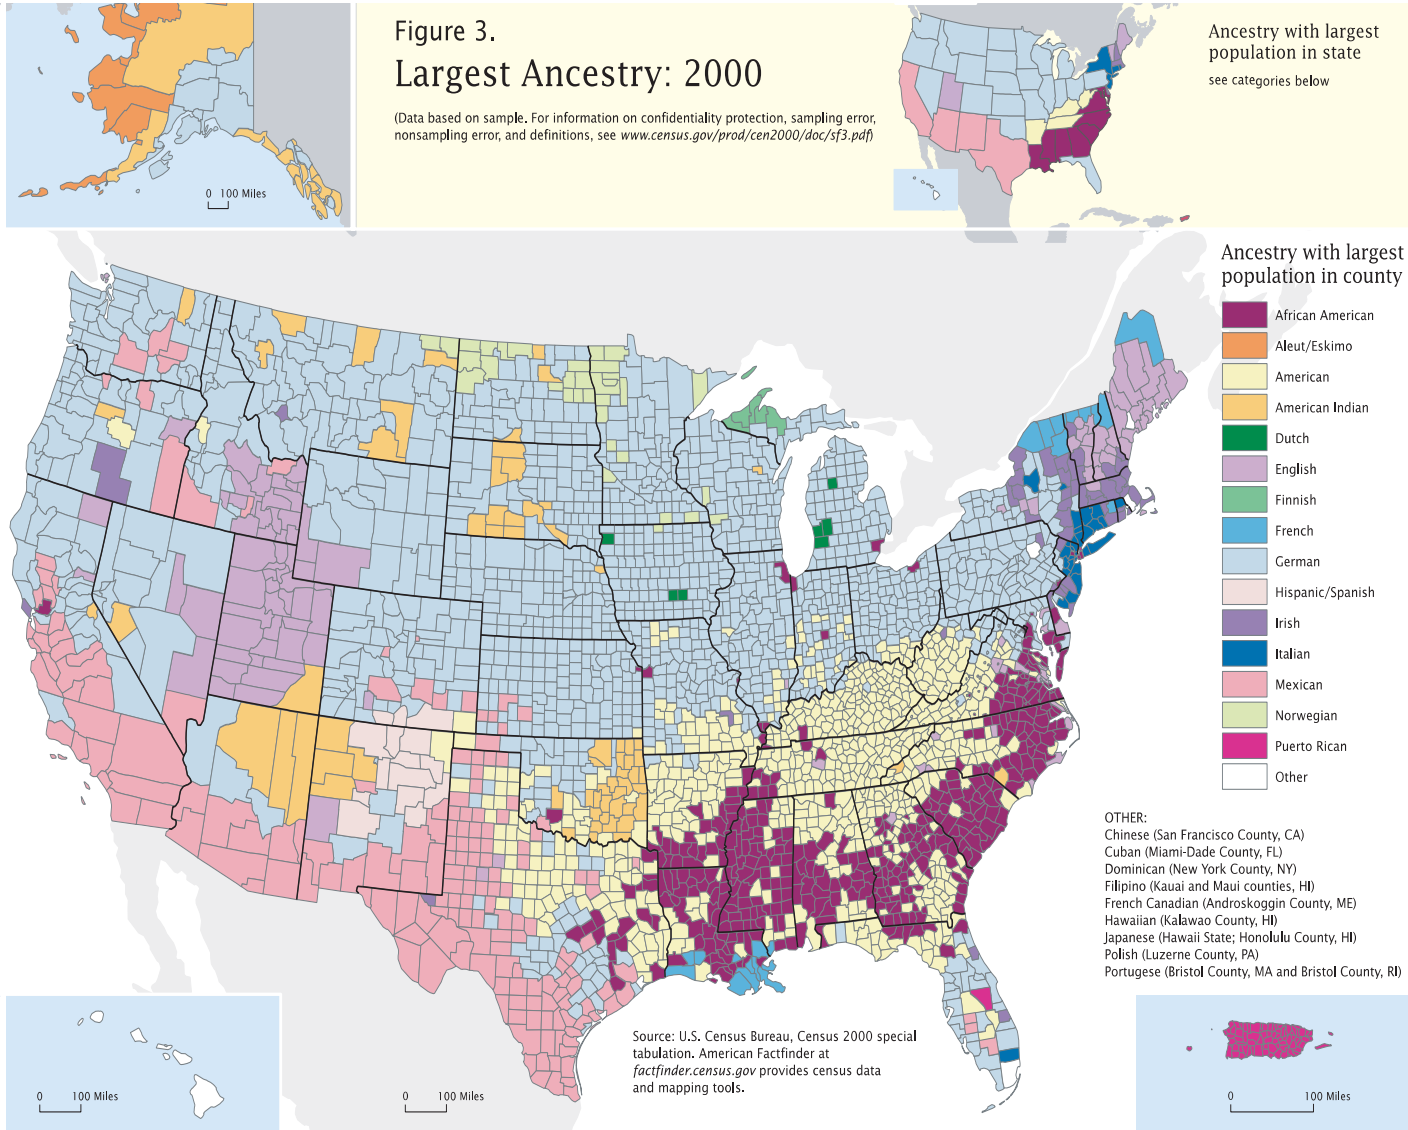 Figure 3.
Largest Ancestry: 2000
(Data based on sample. For information on confidentiality protection, sampling error,
nonsampling error, and definitions, see www.census.gov/prod/cen2000/doc/sf3.pdf)
Ancestry with largest
population in state
see categories below
0 100 Miles
Ancestry with largest
population in county
African American
Aleut/Eskimo
American
American Indian
Dutch
English
Finnish
French
German
Hispanic/Spanish
Irish
Italian
Mexican
Norwegian
Puerto Rican
Other
OTHER:
Chinese (San Francisco County, CA)
Cuban (Miami-Dade County, FL)
Dominican (New York County, NY)
Filipino (Kauai and Maui counties, HI)
French Canadian (Androskoggin County, ME)
Hawaiian (Kalawao County, HI)
Japanese (Hawaii State; Honolulu County, HI)
Polish (Luzerne County, PA)
Portugese (Bristol County, MA and Bristol County, RI)
Source: U.S. Census Bureau, Census 2000 special
tabulation. American Factfinder at
factfinder.census.gov provides census data
and mapping tools.
0 100 Miles
0 100 Miles
0 100 Miles